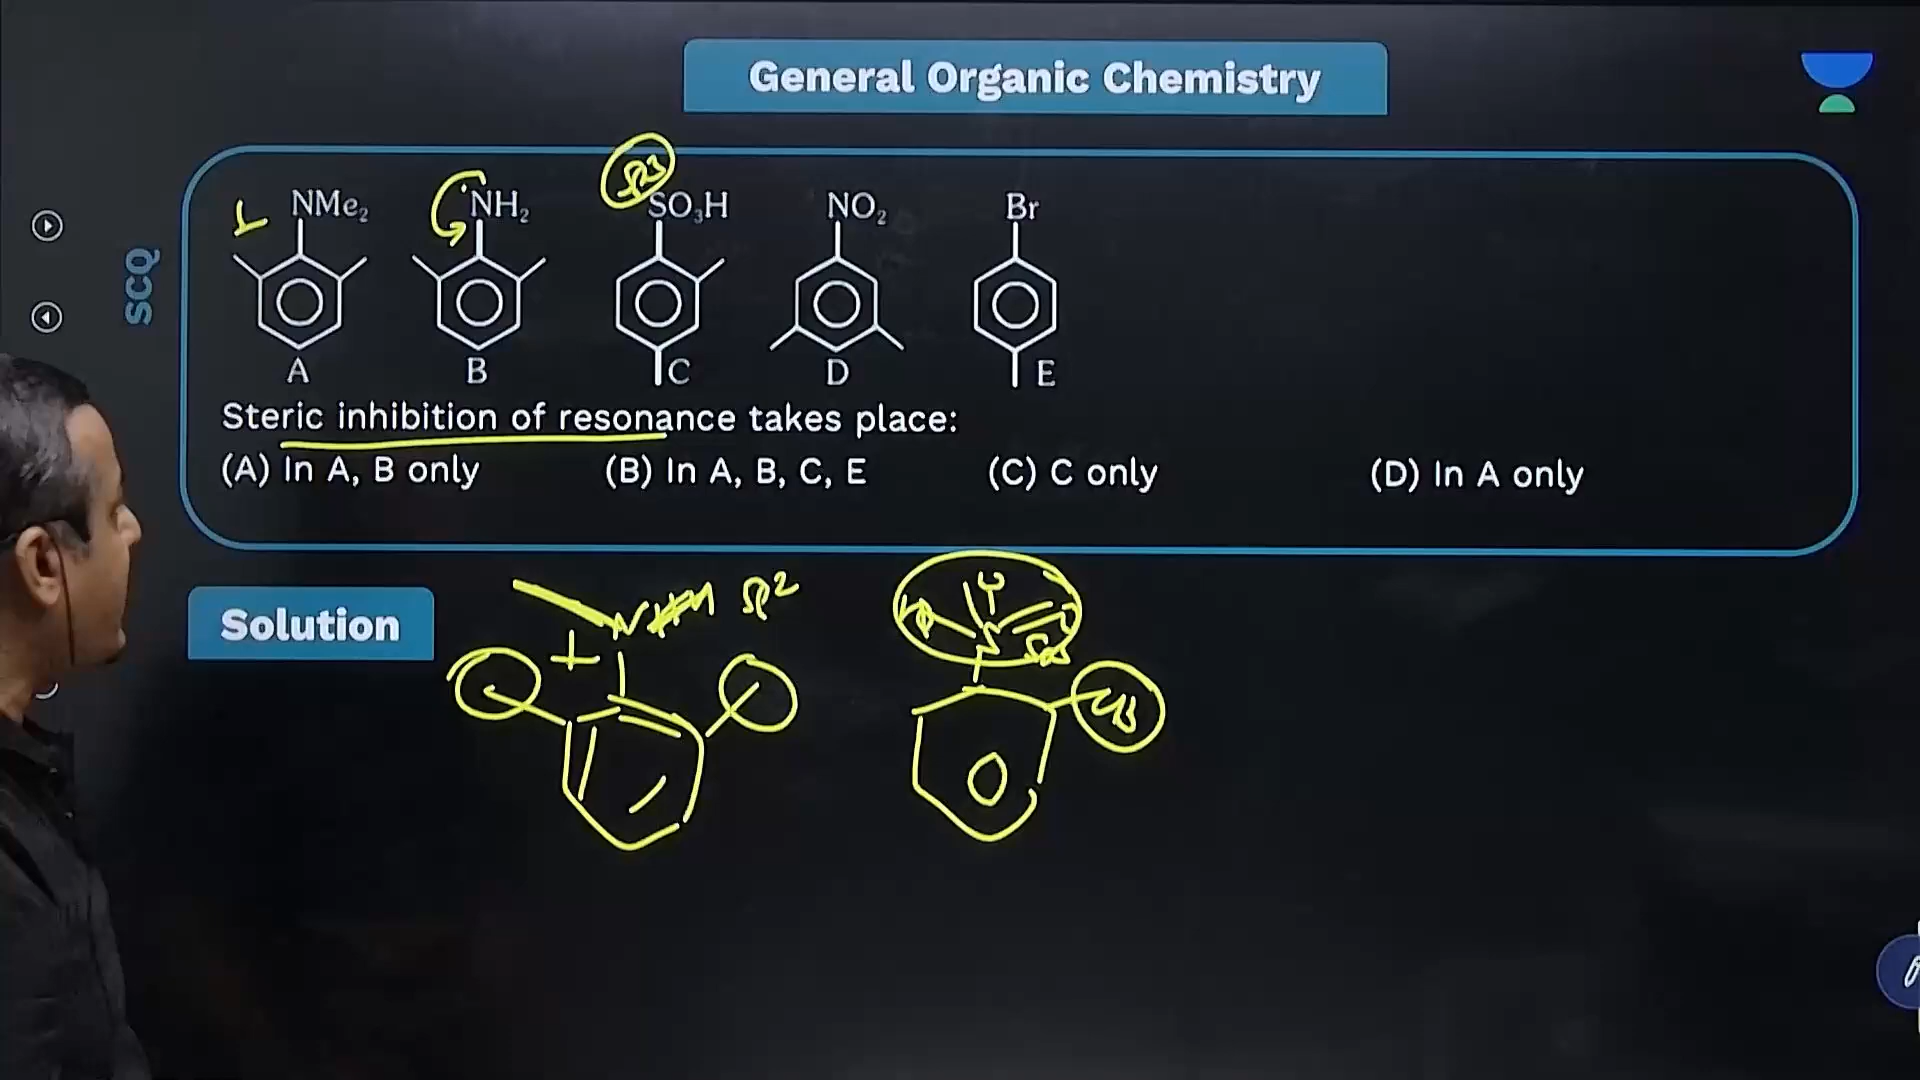 General Organic Chemistry
SCQ
SP3
NMe₂ NH₂ SO₃H NO₂ Br
A B C D E
Steric inhibition of resonance takes place:
(A) In A, B only (B) In A, B, C, E (C) C only (D) In A only
Solution
N SP2
S